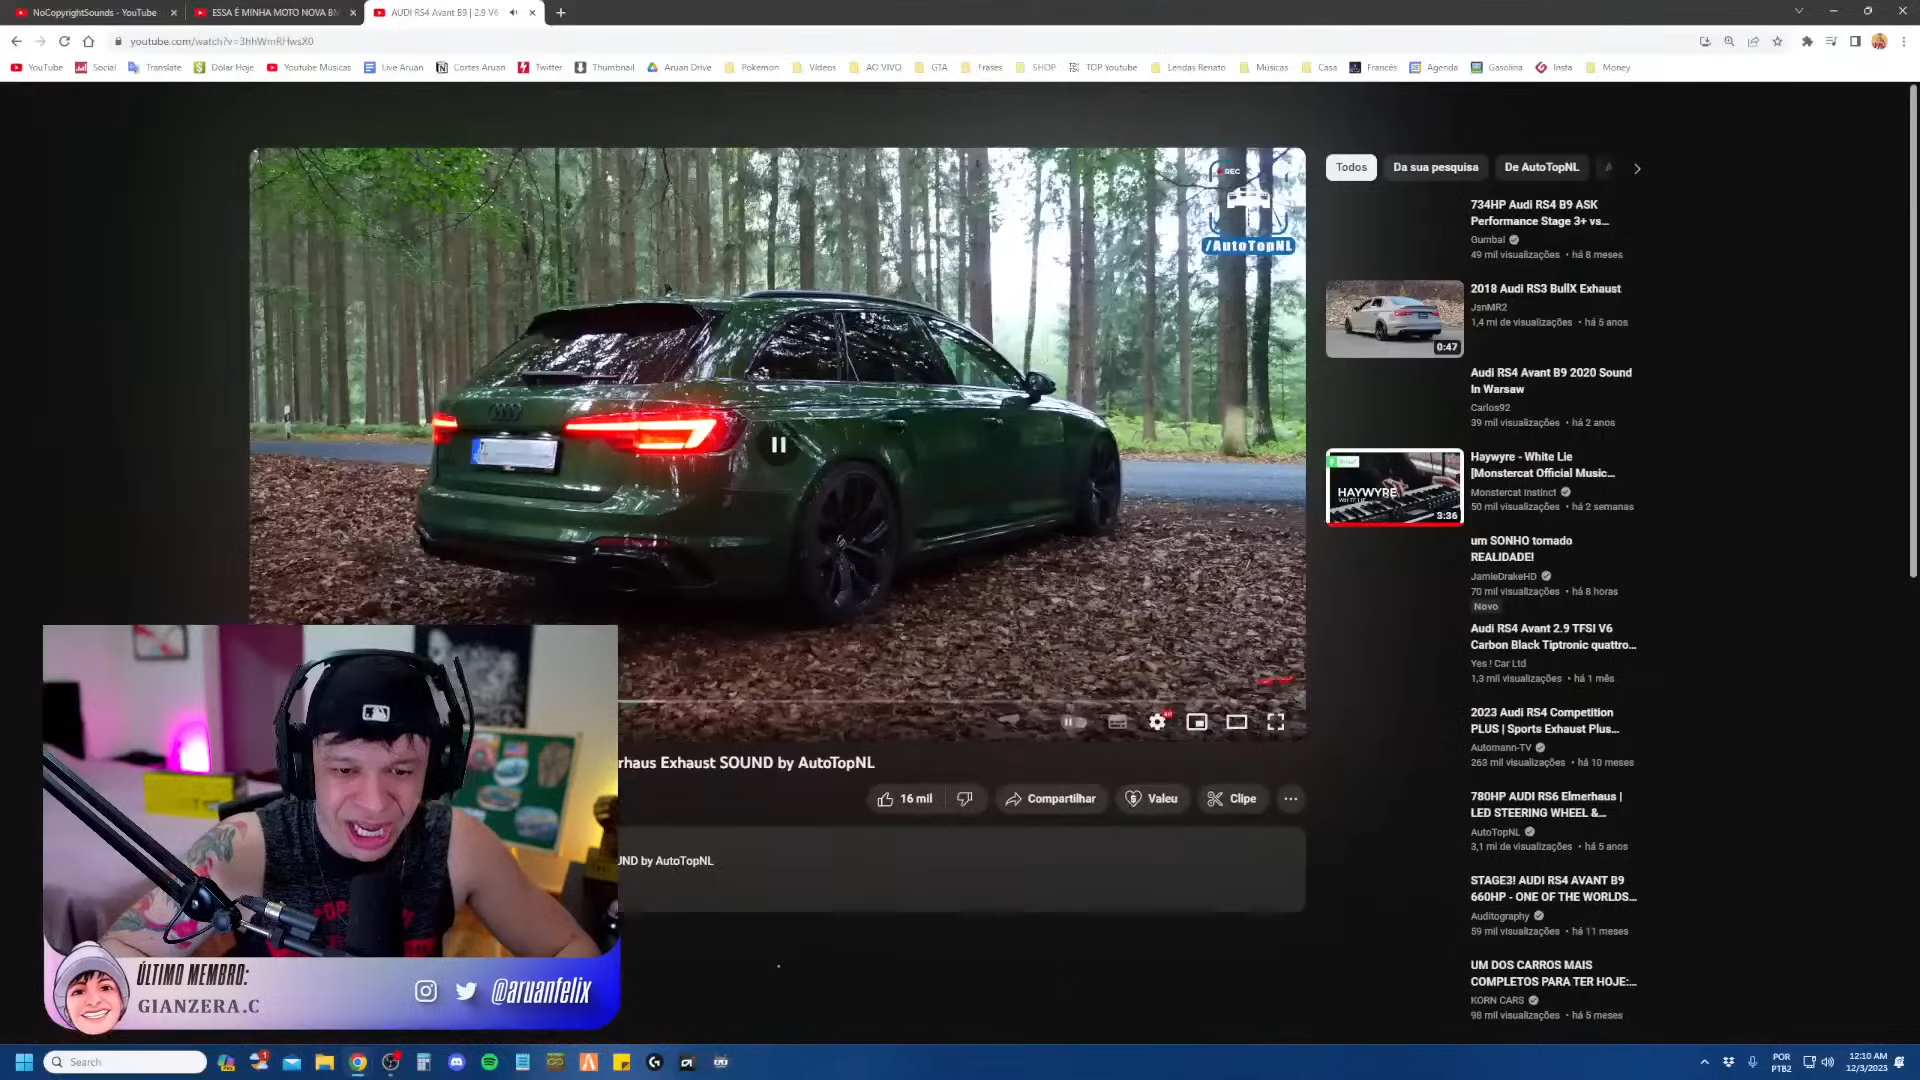 NoCopyrightSounds - YouTube
ESSA É MINHA MOTO NOVA BM
AUDI RS4 Avant B9 | 2.9 V6
youtube.com/watch?v=3hhWmRHwsX0
YouTube
Social
Translate
Dólar Hoje
Youtube Musicas
Live Aruan
Cortes Aruan
Twitter
Thumbnail
Aruan Drive
Pokemon
Vídeos
AO VIVO
GTA
Frases
SHOP
TOP Youtube
Lendas Renato
Músicas
Casa
Francês
Agenda
Gasolina
Insta
Money
REC
/AutoTopNL
Todos
Da sua pesquisa
De AutoTopNL
734HP Audi RS4 B9 ASK
Performance Stage 3+ vs...
Gumbal
49 mil visualizações • há 8 meses
2018 Audi RS3 BullX Exhaust
JsnMR2
1,4 mi de visualizações • há 5 anos
0:47
Audi RS4 Avant B9 2020 Sound
In Warsaw
Carlos92
39 mil visualizações • há 2 anos
Haywyre - White Lie
[Monstercat Official Music...
Monstercat Instinct
50 mil visualizações • há 2 semanas
HAYWYRE
WHITE LIE
3:36
um SONHO tornado
REALIDADE!
JamieDrakeHD
70 mil visualizações • há 8 horas
Novo
Audi RS4 Avant 2.9 TFSI V6
Carbon Black Tiptronic quattro...
Yes ! Car Ltd
1,3 mil visualizações • há 1 mês
2023 Audi RS4 Competition
PLUS | Sports Exhaust Plus...
Automann-TV
263 mil visualizações • há 10 meses
780HP AUDI RS6 Elmerhaus |
LED STEERING WHEEL &...
AutoTopNL
3,1 mi de visualizações • há 5 anos
STAGE3! AUDI RS4 AVANT B9
660HP - ONE OF THE WORLDS...
Auditography
59 mil visualizações • há 11 meses
UM DOS CARROS MAIS
COMPLETOS PARA TER HOJE:...
KORN CARS
98 mil visualizações • há 5 meses
rhaus Exhaust SOUND by AutoTopNL
16 mil
Compartilhar
Valeu
Clipe
UND by AutoTopNL
ÚLTIMO MEMBRO:
GIANZERA.C
@aruanfelix
Search
POR
PTB2
12:10 AM
12/3/2023